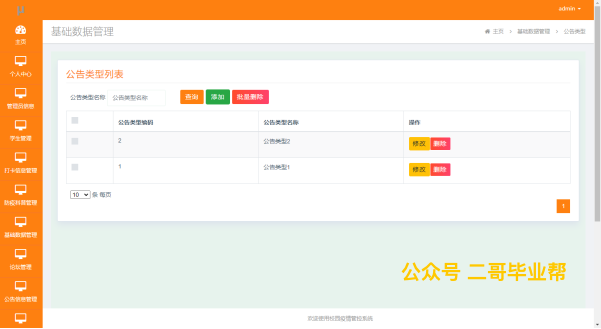 admin
主页
个人中心
管理员信息
学生管理
打卡信息管理
防疫科普管理
基础数据管理
论坛管理
公告信息管理
基础数据管理
主页 > 基础数据管理 > 公告类型
公告类型列表
公告类型名称 公告类型名称 查询 添加 批量删除
公告类型编码 公告类型名称 操作
2 公告类型2 修改 删除
1 公告类型1 修改 删除
10 条 每页
1
公众号 二哥毕业帮
欢迎使用校园疫情管控系统